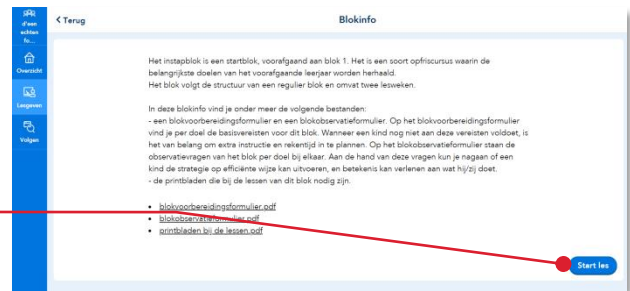 d'een
echten
fo...
Overzicht
Lesgeven
Volgen
< Terug
Blokinfo
Het instapblok is een startblok, voorafgaand aan blok 1. Het is een soort opfriscursus waarin de
belangrijkste doelen van het voorafgaande leerjaar worden herhaald.
Het blok volgt de structuur van een regulier blok en omvat twee lesweken.
In deze blokinfo vind je onder meer de volgende bestanden:
- een blokvoorbereidingsformulier en een blokobservatieformulier. Op het blokvoorbereidingsformulier
vind je per doel de basisvereisten voor dit blok. Wanneer een kind nog niet aan deze vereisten voldoet, is
het van belang om extra instructie en rekentijd in te plannen. Op het blokobservatieformulier staan de
observatievragen van het blok per doel bij elkaar. Aan de hand van deze vragen kun je nagaan of een
kind de strategie op efficiënte wijze kan uitvoeren, en betekenis kan verlenen aan wat hij/zij doet.
- de printbladen die bij de lessen van dit blok nodig zijn.
• blokvoorbereidingsformulier.pdf
• blokobservatieformulier.pdf
• printbladen bij de lessen.pdf
Start les